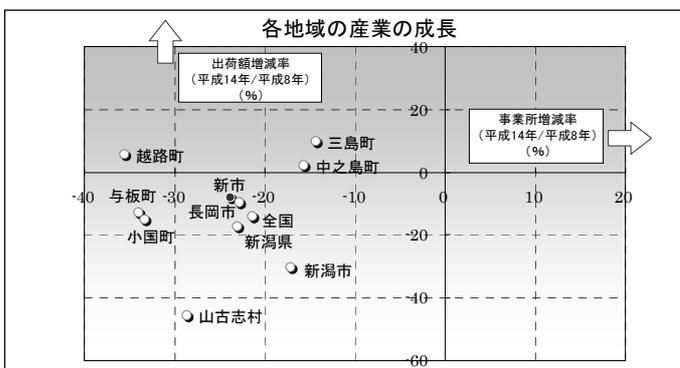 各地域の産業の成長
40
出荷額増減率
(平成14年/平成8年)
(%)
20
事業所増減率
(平成14年/平成8年)
(%)
三島町
越路町
中之島町
0
-40
-30
-20
-10
0
10
20
与板町
新市
長岡市
全国
小国町
新潟県
-20
新潟市
-40
山古志村
-60